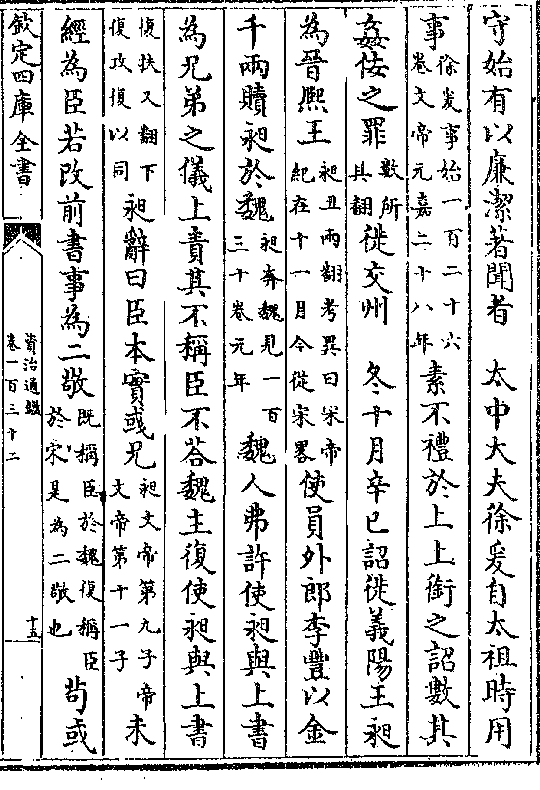 守始有以廉潔著聞者　太中大夫徐爰自太祖時用
事徐爰事始一百二十六卷文帝元嘉二十八年素不禮於上上銜之詔數其
姦佞之罪數所具翻徙交州　冬十月辛巳詔徙義陽王昶
為晉熙王昶丑兩翻考異曰宋帝紀在十一月今從宋畧使員外郎李豐以金
千兩贖昶於魏昶奔魏見一百三十卷元年魏人弗許使昶與上書
為兄弟之儀上責其不稱臣不荅魏主復使昶與上書
復扶又翻下復攻復以同昶辭曰臣本實彧兄昶文帝第九子帝文帝第十一子未
經為臣若改前書事為二敬既稱臣於魏復稱臣於宋是為二敬也苟或
欽定四庫全書
資治通鑑
卷一百三十二
十五